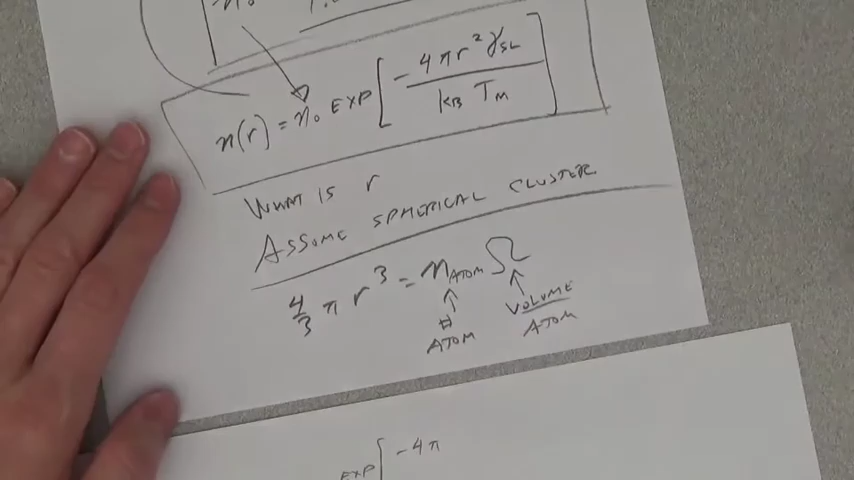 n(r) = n₀ EXP[ - 4πr²γSL / kB TM ]
WHAT IS r
ASSUME SPHERICAL CLUSTER
4/3 π r³ = nATOM Ω
↑ # ATOM ↑ VOLUME / ATOM
EXP[ -4π